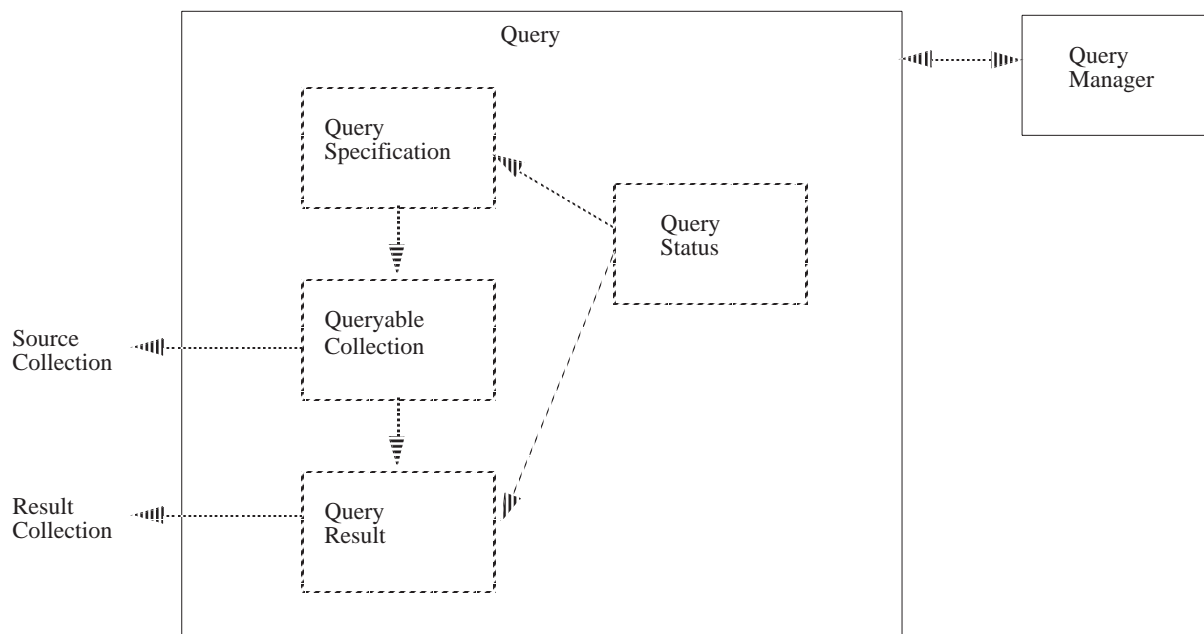 Query
Query
Manager
Query
Specification
Query
Status
Queryable
Collection
Source
Collection
Query
Result
Result
Collection